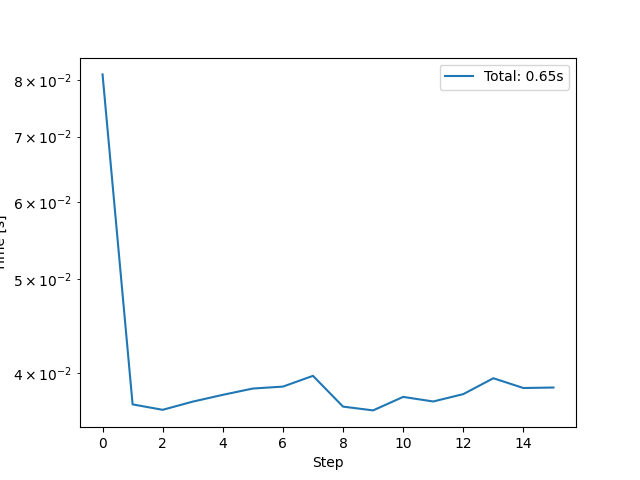 Total: 0.65s
8 × 10⁻²
7 × 10⁻²
6 × 10⁻²
5 × 10⁻²
4 × 10⁻²
[s]
0 2 4 6 8 10 12 14
Step